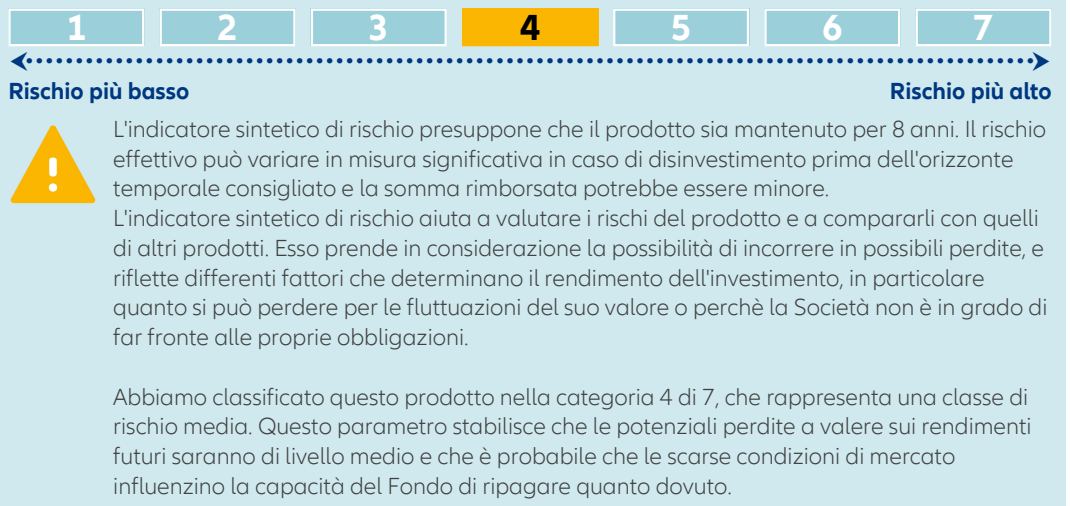 1 2 3 4 5 6 7
Rischio più basso Rischio più alto
L'indicatore sintetico di rischio presuppone che il prodotto sia mantenuto per 8 anni. Il rischio
effettivo può variare in misura significativa in caso di disinvestimento prima dell'orizzonte
temporale consigliato e la somma rimborsata potrebbe essere minore.
L'indicatore sintetico di rischio aiuta a valutare i rischi del prodotto e a compararli con quelli
di altri prodotti. Esso prende in considerazione la possibilità di incorrere in possibili perdite, e
riflette differenti fattori che determinano il rendimento dell'investimento, in particolare
quanto si può perdere per le fluttuazioni del suo valore o perchè la Società non è in grado di
far fronte alle proprie obbligazioni.
Abbiamo classificato questo prodotto nella categoria 4 di 7, che rappresenta una classe di
rischio media. Questo parametro stabilisce che le potenziali perdite a valere sui rendimenti
futuri saranno di livello medio e che è probabile che le scarse condizioni di mercato
influenzino la capacità del Fondo di ripagare quanto dovuto.